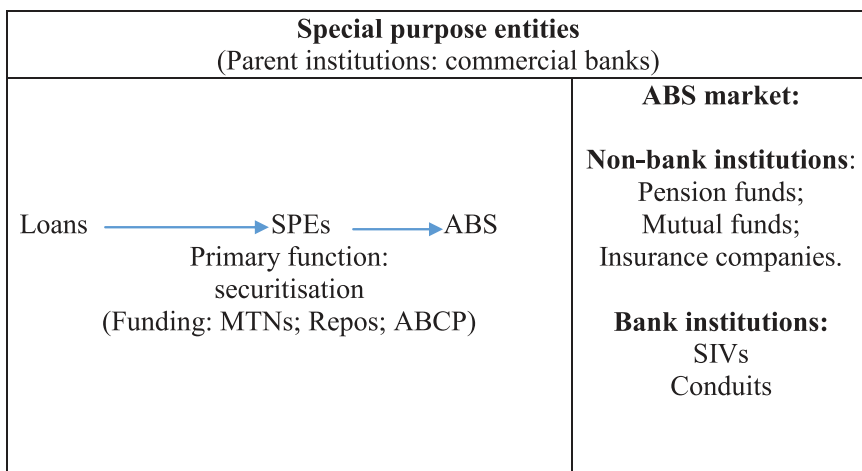 Special purpose entities
(Parent institutions: commercial banks)
Loans SPEs ABS
Primary function:
securitisation
(Funding: MTNs; Repos; ABCP)
ABS market:
Non-bank institutions:
Pension funds;
Mutual funds;
Insurance companies.
Bank institutions:
SIVs
Conduits